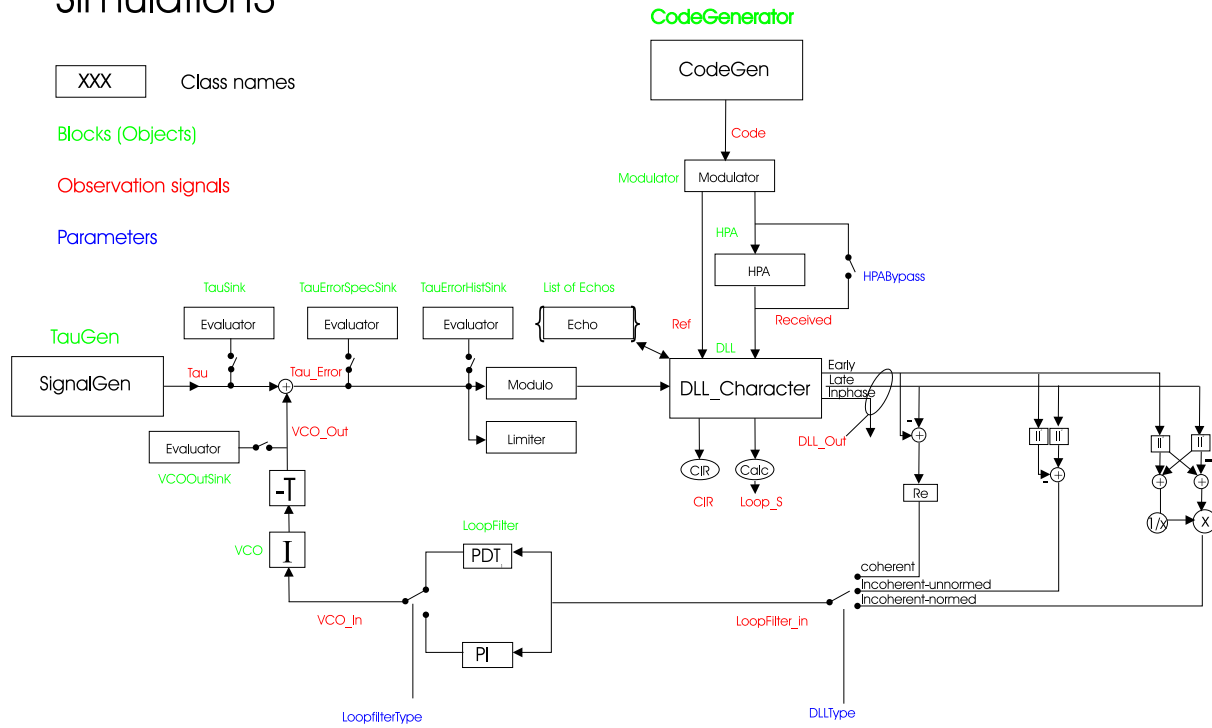 Simulations
CodeGenerator
CodeGen
XXX
Class names
Blocks (Objects)
Observation signals
Parameters
Code
Modulator
Modulator
HPA
HPA
HPABypass
TauSink
TauErrorSpecSink
TauErrorHistSink
List of Echos
Evaluator
Evaluator
Evaluator
{ Echo }
Ref
Received
TauGen
DLL
SignalGen
Tau
Tau_Error
Modulo
DLL_Character
Early
Late
Inphase
VCO_Out
Limiter
DLL_Out
Evaluator
VCOOutSinK
-T
CIR
Calc
Re
CIR
Loop_S
|| || || ||
1/x
X
LoopFilter
VCO
I
PDT
coherent
Incoherent-unnormed
Incoherent-normed
VCO_In
LoopFilter_in
PI
LoopfilterType
DLLType